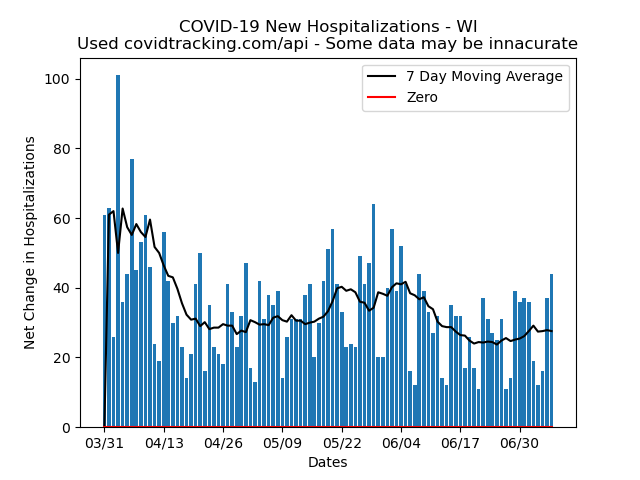 COVID-19 New Hospitalizations - WI
Used covidtracking.com/api - Some data may be innacurate
7 Day Moving Average
Zero
Net Change in Hospitalizations
100
80
60
40
20
0
03/31 04/13 04/26 05/09 05/22 06/04 06/17 06/30
Dates